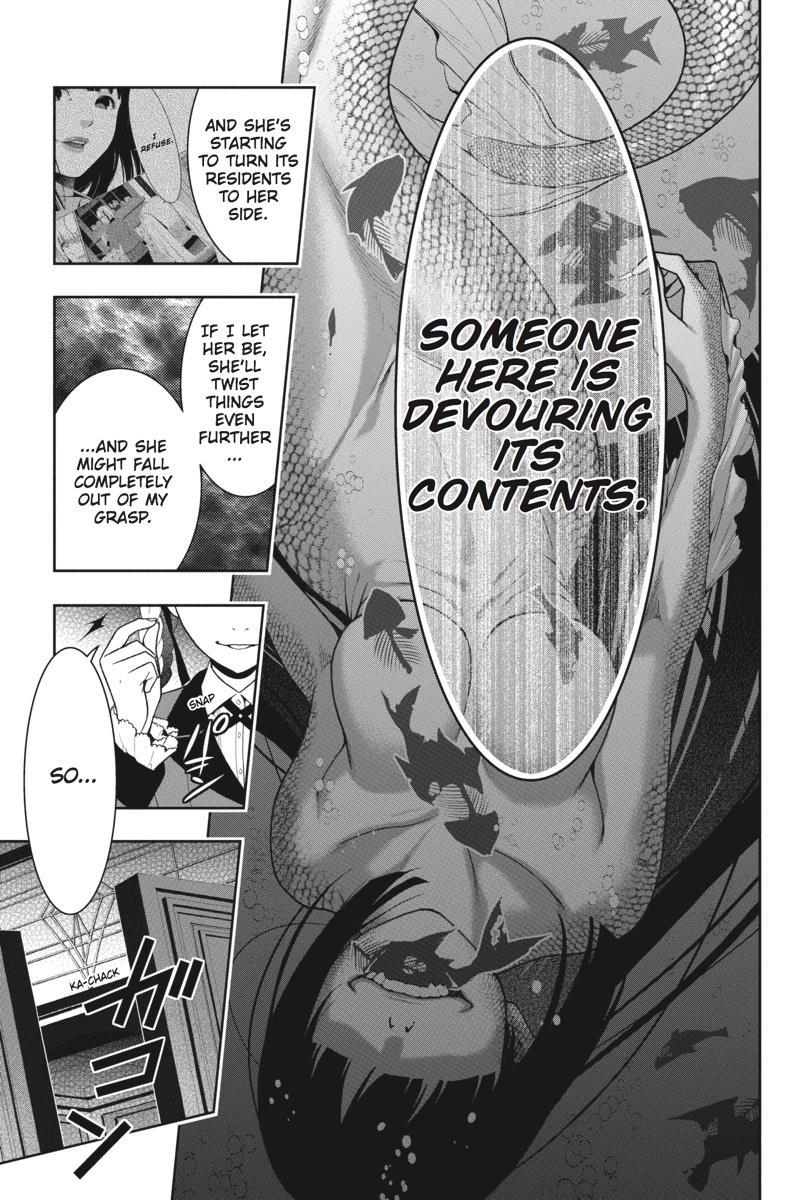 SOMEONE
HERE IS
DEVOURING
ITS
CONTENTS.
AND SHE'S
STARTING
TO TURN ITS
RESIDENTS
TO HER
SIDE.
I
REFUSE.
IF I LET
HER BE,
SHE'LL
TWIST
THINGS
EVEN
FURTHER
...
...AND SHE
MIGHT FALL
COMPLETELY
OUT OF MY
GRASP.
SNAP
SO...
KA-CHACK
ガコン